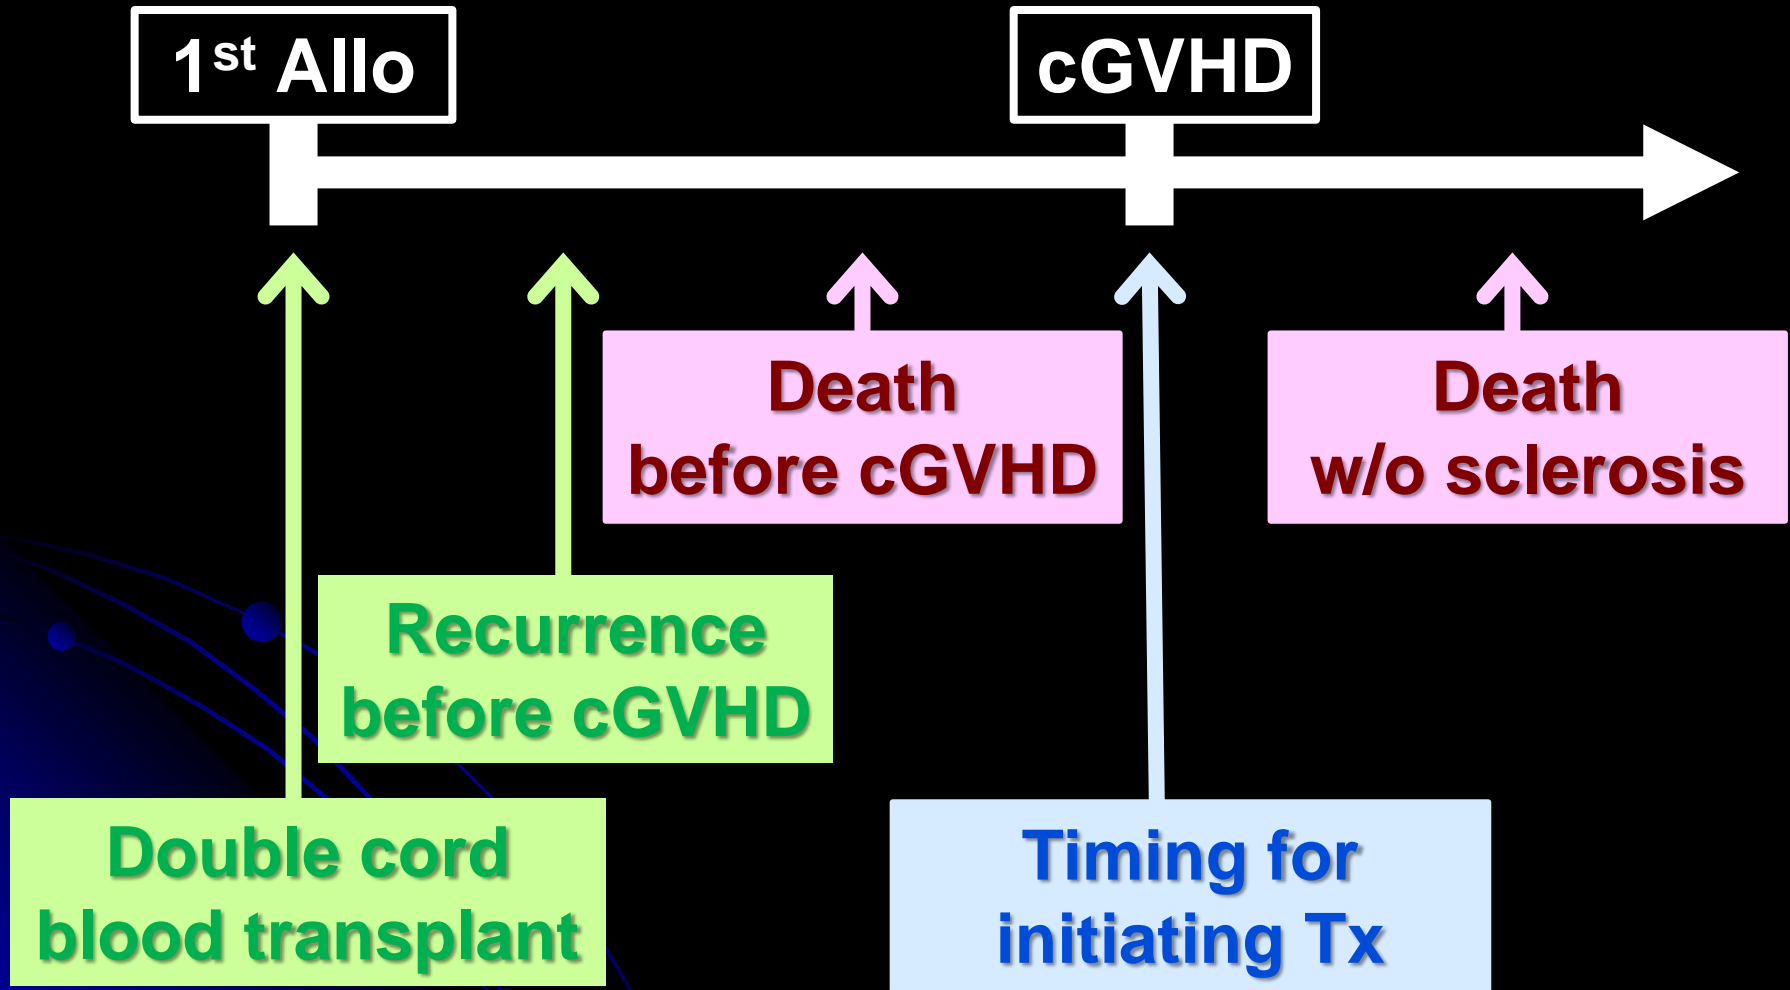 1st Allo
cGVHD
Death
before cGVHD
Death
w/o sclerosis
Recurrence
before cGVHD
Double cord
blood transplant
Timing for
initiating Tx